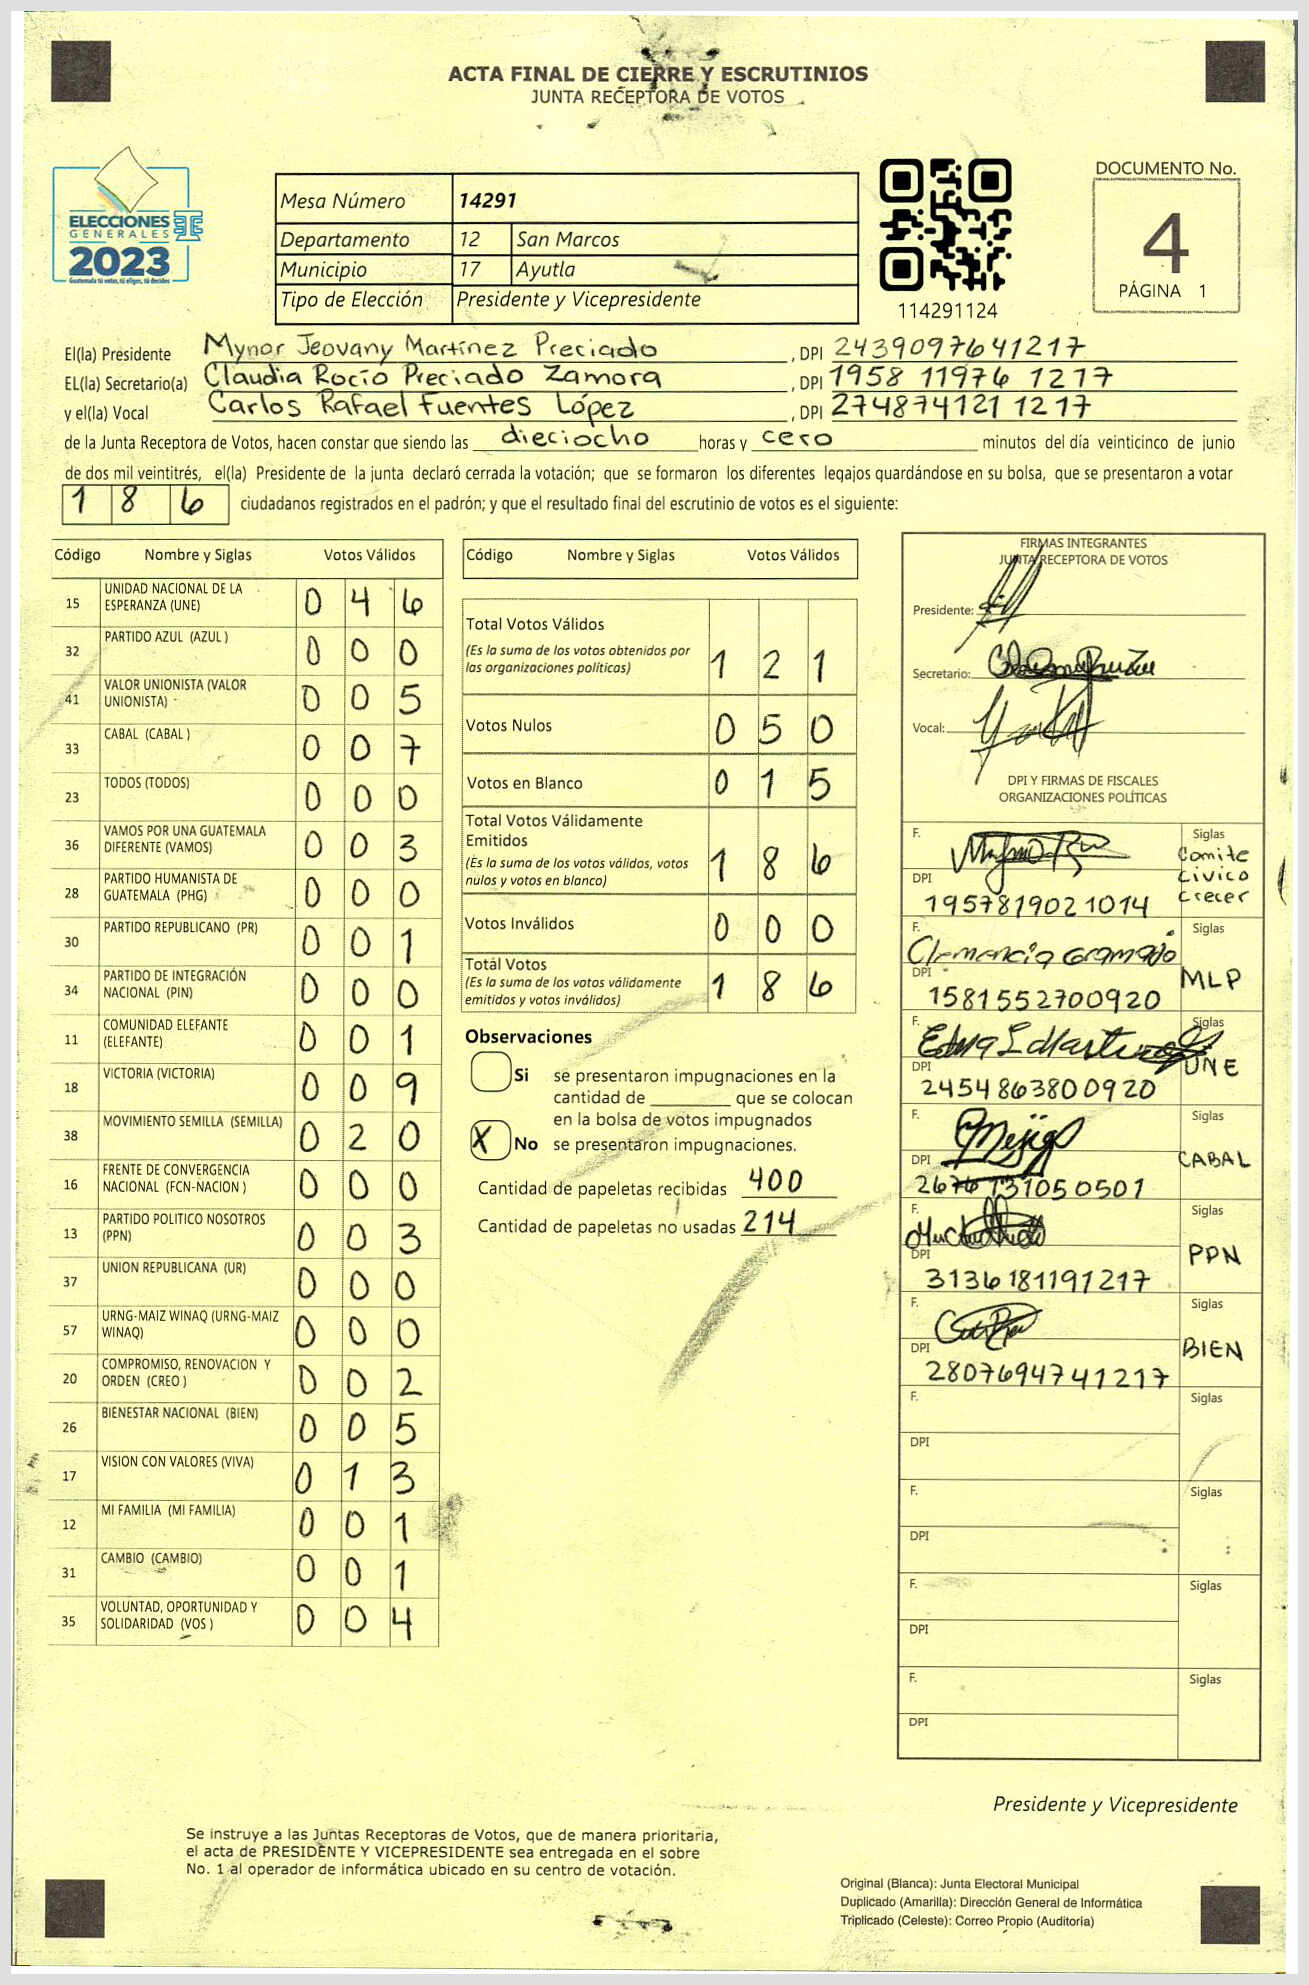 ACTA FINAL DE CIERRE Y ESCRUTINIOS
JUNTA RECEPTORA DE VOTOS
ELECCIONES
GENERALES
2023
Guatemala tú votas, tú eliges, tú decides
Mesa Número 14291
Departamento 12 San Marcos
Municipio 17 Ayutla
Tipo de Elección Presidente y Vicepresidente
114291124
DOCUMENTO No.
4
PÁGINA 1
El(la) Presidente Mynor Jeovany Martínez Preciado , DPI 2439097641217
EL(la) Secretario(a) Claudia Rocío Preciado Zamora , DPI 1958 11976 1217
y el(la) Vocal Carlos Rafael Fuentes López , DPI 274874121 1217
de la Junta Receptora de Votos, hacen constar que siendo las dieciocho horas y cero minutos del día veinticinco de junio
de dos mil veintitrés, el(la) Presidente de la junta declaró cerrada la votación; que se formaron los diferentes legajos quardándose en su bolsa, que se presentaron a votar
1 8 6 ciudadanos registrados en el padrón; y que el resultado final del escrutinio de votos es el siguiente:
Código Nombre y Siglas Votos Válidos
15 UNIDAD NACIONAL DE LA ESPERANZA (UNE) 0 4 6
32 PARTIDO AZUL (AZUL ) 0 0 0
41 VALOR UNIONISTA (VALOR UNIONISTA) 0 0 5
33 CABAL (CABAL ) 0 0 7
23 TODOS (TODOS) 0 0 0
36 VAMOS POR UNA GUATEMALA DIFERENTE (VAMOS) 0 0 3
28 PARTIDO HUMANISTA DE GUATEMALA (PHG) 0 0 0
30 PARTIDO REPUBLICANO (PR) 0 0 1
34 PARTIDO DE INTEGRACIÓN NACIONAL (PIN) 0 0 0
11 COMUNIDAD ELEFANTE (ELEFANTE) 0 0 1
18 VICTORIA (VICTORIA) 0 0 9
38 MOVIMIENTO SEMILLA (SEMILLA) 0 2 0
16 FRENTE DE CONVERGENCIA NACIONAL (FCN-NACION ) 0 0 0
13 PARTIDO POLITICO NOSOTROS (PPN) 0 0 3
37 UNION REPUBLICANA (UR) 0 0 0
57 URNG-MAIZ WINAQ (URNG-MAIZ WINAQ) 0 0 0
20 COMPROMISO, RENOVACION Y ORDEN (CREO ) 0 0 2
26 BIENESTAR NACIONAL (BIEN) 0 0 5
17 VISION CON VALORES (VIVA) 0 1 3
12 MI FAMILIA (MI FAMILIA) 0 0 1
31 CAMBIO (CAMBIO) 0 0 1
35 VOLUNTAD, OPORTUNIDAD Y SOLIDARIDAD (VOS ) 0 0 4
Código Nombre y Siglas Votos Válidos
Total Votos Válidos
(Es la suma de los votos obtenidos por
las organizaciones políticas) 1 2 1
Votos Nulos 0 5 0
Votos en Blanco 0 1 5
Total Votos Válidamente
Emitidos
(Es la suma de los votos válidos, votos
nulos y votos en blanco) 1 8 6
Votos Inválidos 0 0 0
Total Votos
(Es la suma de los votos válidamente
emitidos y votos inválidos) 1 8 6
Observaciones
Si se presentaron impugnaciones en la
cantidad de ________ que se colocan
en la bolsa de votos impugnados
X No se presentaron impugnaciones.
Cantidad de papeletas recibidas 400
Cantidad de papeletas no usadas 214
FIRMAS INTEGRANTES
JUNTA RECEPTORA DE VOTOS
Presidente:
Secretario:
Vocal:
DPI Y FIRMAS DE FISCALES
ORGANIZACIONES POLÍTICAS
F. Siglas
Comite
Civico
Crecer
DPI
1957819021014
F. Clemencia Gramajo Siglas
DPI MLP
1581552700920
F. Siglas
DPI UNE
2454863800920
F. Mejia Siglas
DPI CABAL
2676131050501
F. Siglas
DPI PPN
3136181191217
F. Siglas
DPI BIEN
2807694741217
F. Siglas
DPI
F. Siglas
DPI
F. Siglas
DPI
F. Siglas
DPI
Presidente y Vicepresidente
Se instruye a las Juntas Receptoras de Votos, que de manera prioritaria,
el acta de PRESIDENTE Y VICEPRESIDENTE sea entregada en el sobre
No. 1 al operador de informática ubicado en su centro de votación.
Original (Blanca): Junta Electoral Municipal
Duplicado (Amarilla): Dirección General de Informática
Triplicado (Celeste): Correo Propio (Auditoría)